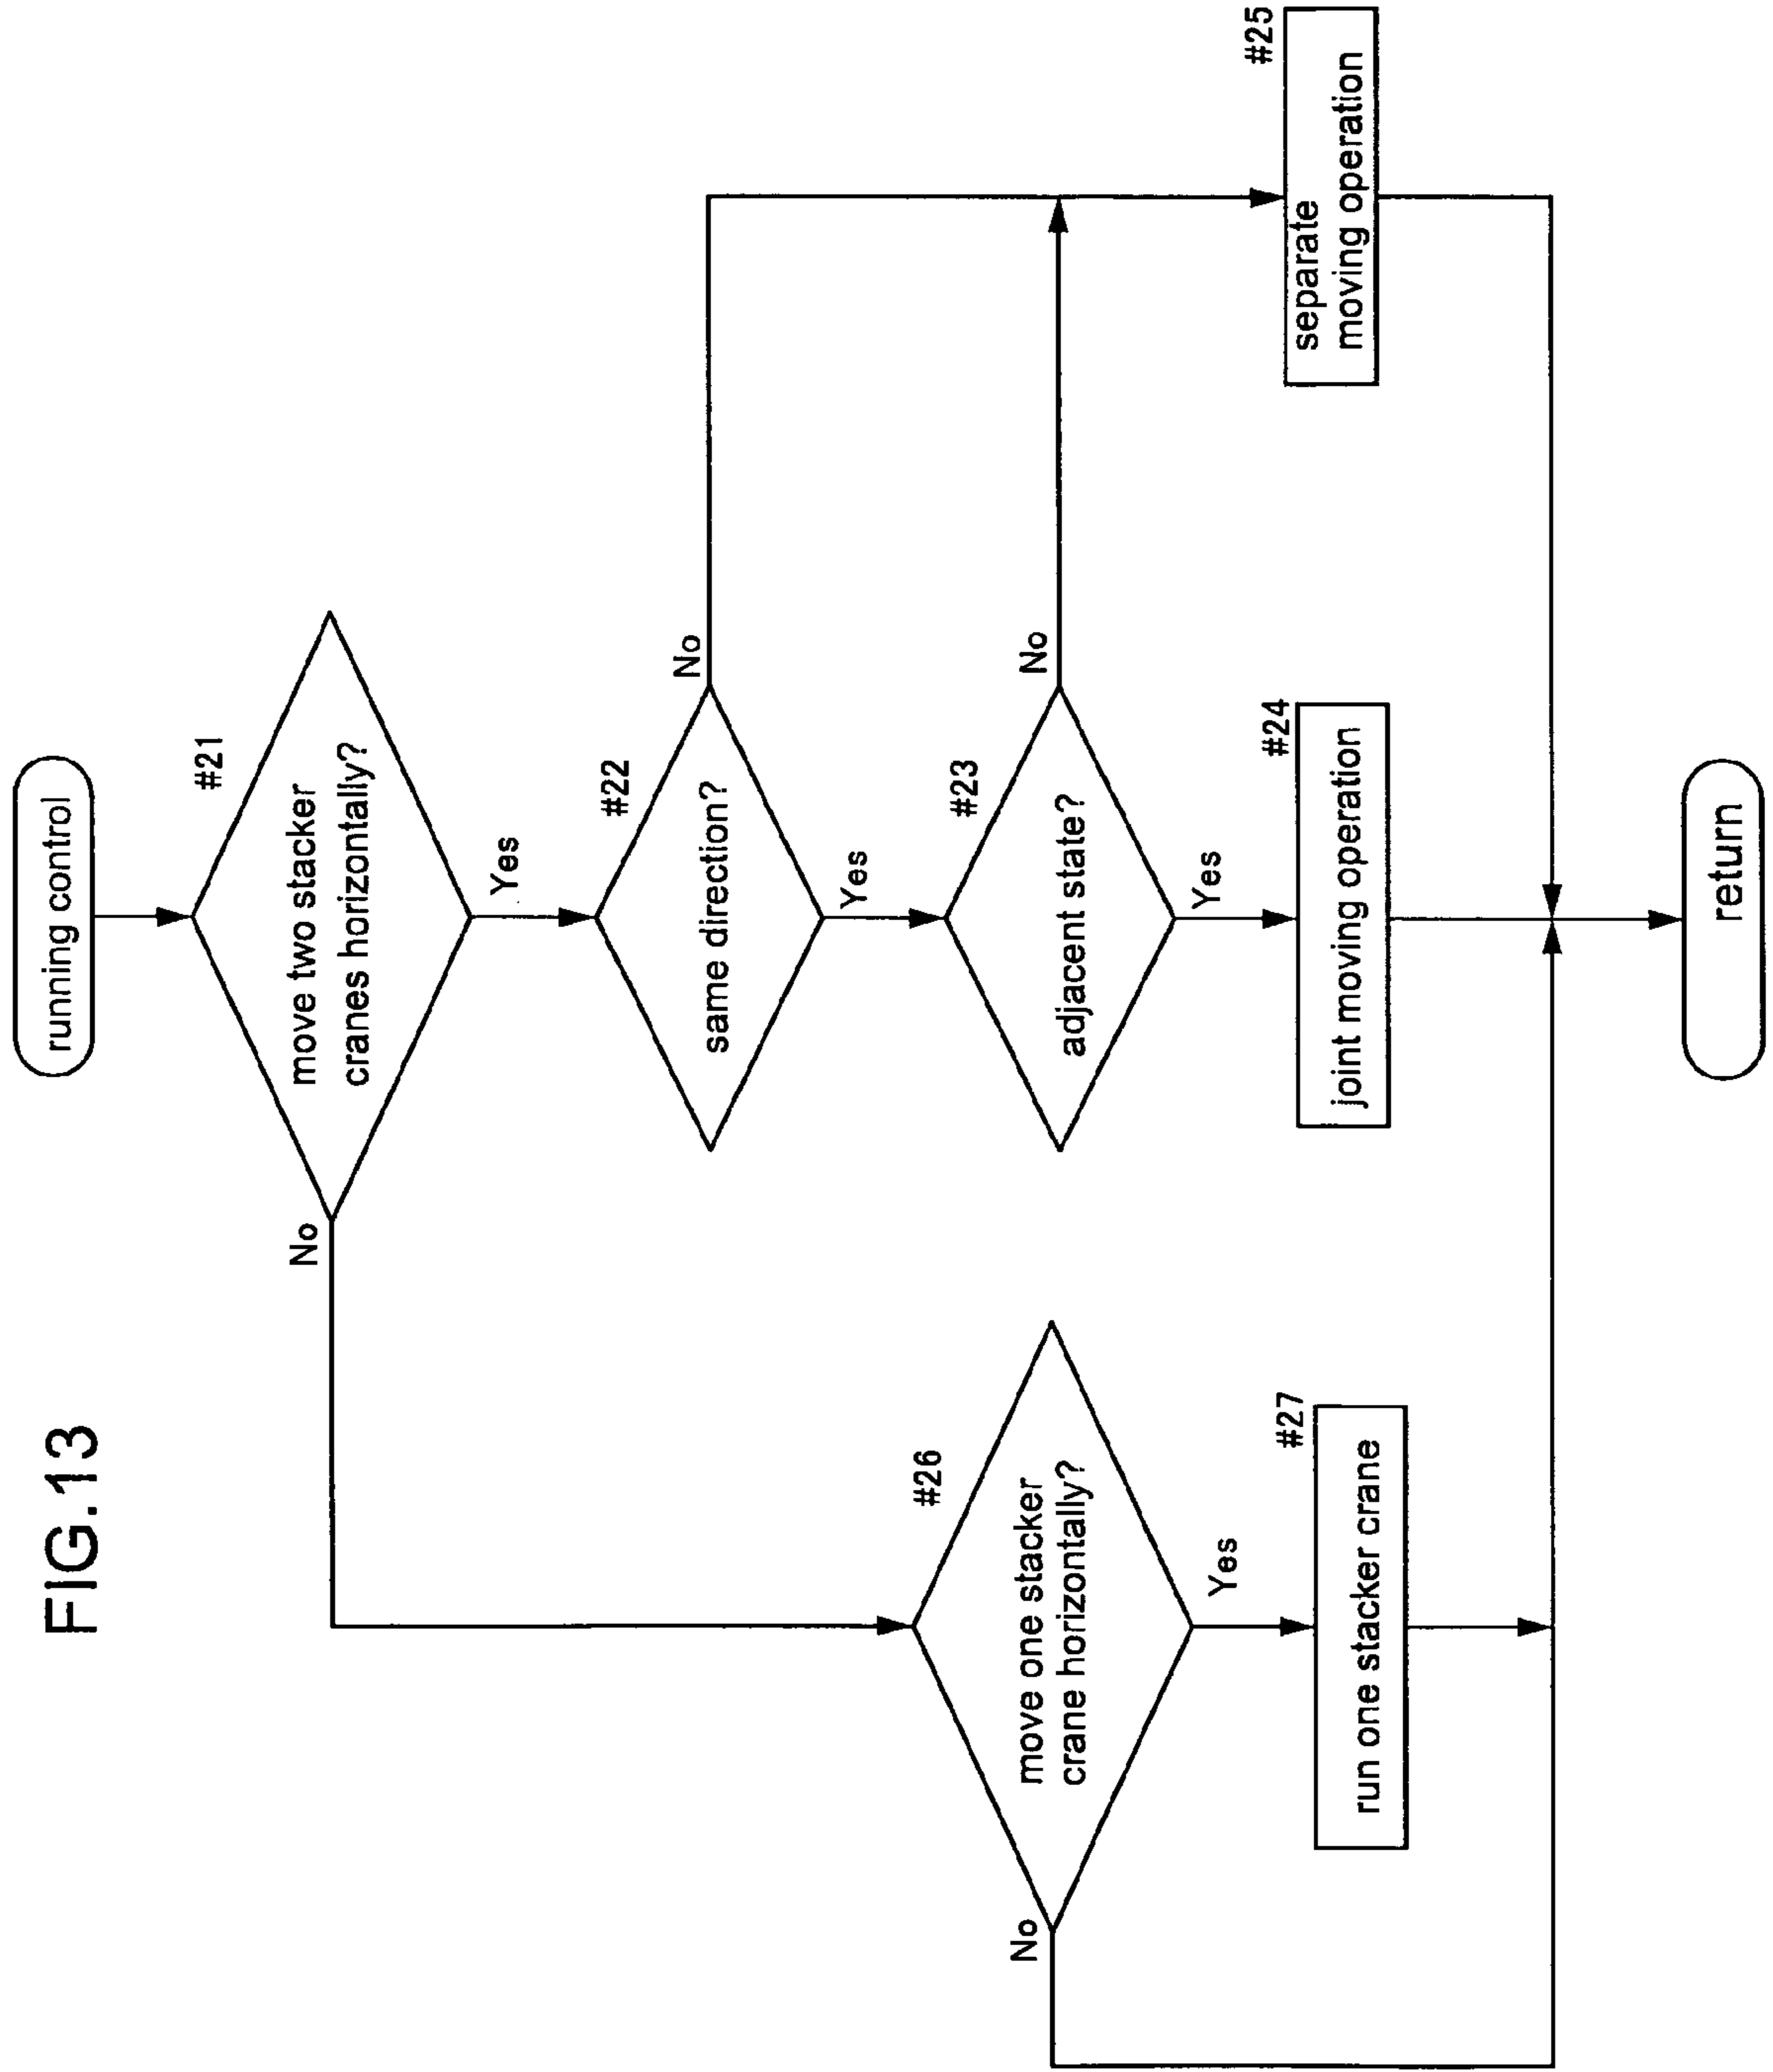 FIG.13
running control
#21
move two stacker
cranes horizontally?
No
Yes
#22
same direction?
No
Yes
#23
adjacent state?
No
Yes
#24
joint moving operation
#25
separate
moving operation
#26
move one stacker
crane horizontally?
No
Yes
#27
run one stacker crane
return